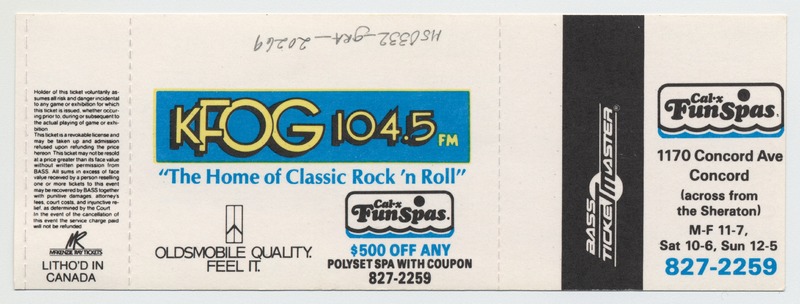 HS0332-gRA-20269
Holder of this ticket voluntarily as-
sumes all risk and danger incidental
to any game or exhibition for which
this ticket is issued, whether occur-
ring prior to, during or subsequent to
the actual playing of game or exhi-
bition
This ticket is a revokable license and
may be taken up and admission
refused upon refunding the price
hereon. This ticket may not be resold
at a price greater than its face value
without written permission from
BASS. All sums in excess of face
value received by a person reselling
one or more tickets to this event
may be recovered by BASS together
with punitive damages attorney's
fees, court costs, and injunctive re-
lief, as determined by the Court
In the event of the cancellation of
this event the service charge paid
will not be refunded
MCKENZIE BAY TICKETS
LITHO'D IN
CANADA
KFOG 104.5 FM
"The Home of Classic Rock 'n Roll"
OLDSMOBILE QUALITY.
FEEL IT.
Cal-x
FunSpas.
$500 OFF ANY
POLYSET SPA WITH COUPON
827-2259
BASS
TICKETMASTER®
Cal-x
FunSpas.
1170 Concord Ave
Concord
(across from
the Sheraton)
M-F 11-7,
Sat 10-6, Sun 12-5
827-2259